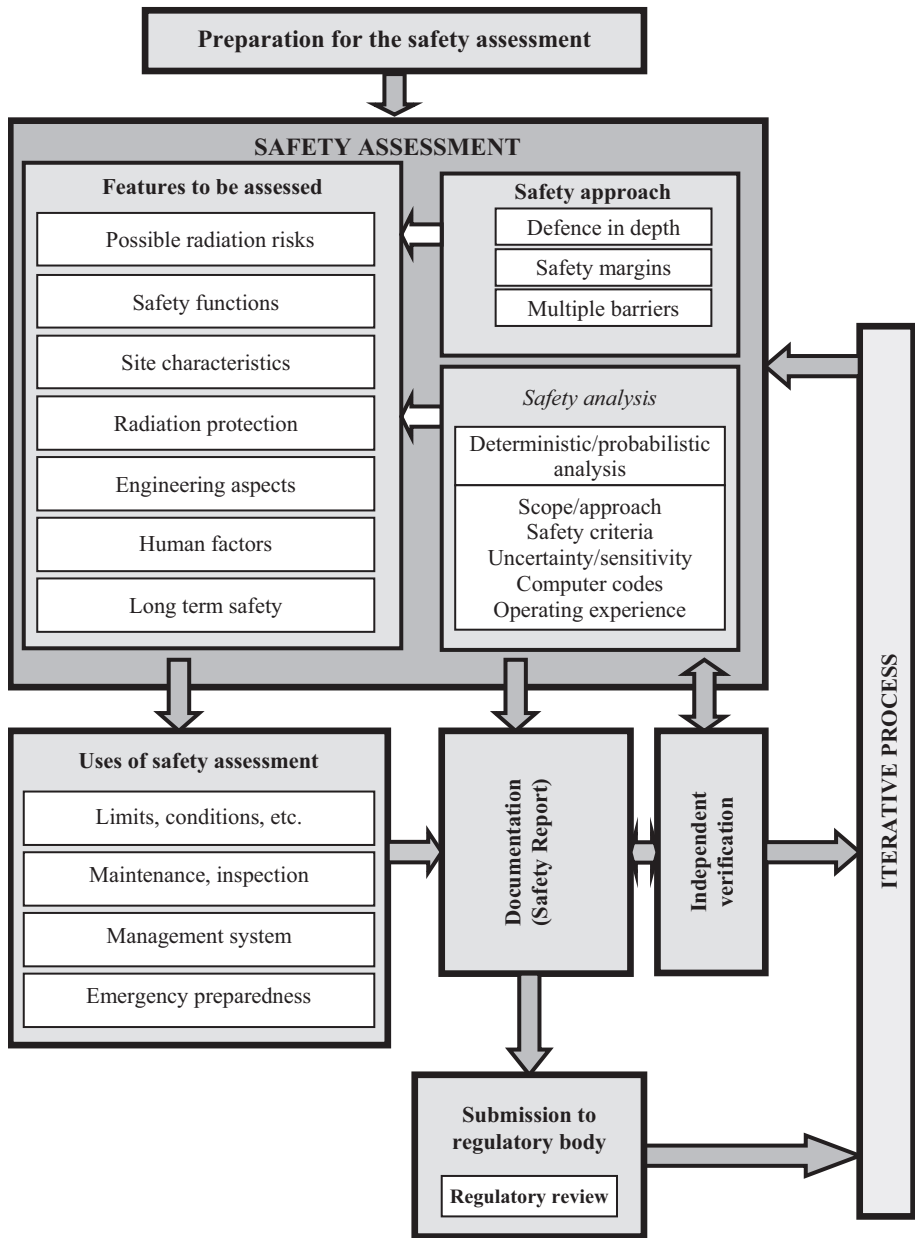 Preparation for the safety assessment
SAFETY ASSESSMENT
Features to be assessed
Possible radiation risks
Safety functions
Site characteristics
Radiation protection
Engineering aspects
Human factors
Long term safety
Safety approach
Defence in depth
Safety margins
Multiple barriers
Safety analysis
Deterministic/probabilistic
analysis
Scope/approach
Safety criteria
Uncertainty/sensitivity
Computer codes
Operating experience
Uses of safety assessment
Limits, conditions, etc.
Maintenance, inspection
Management system
Emergency preparedness
Documentation
(Safety Report)
Independent
verification
ITERATIVE PROCESS
Submission to
regulatory body
Regulatory review